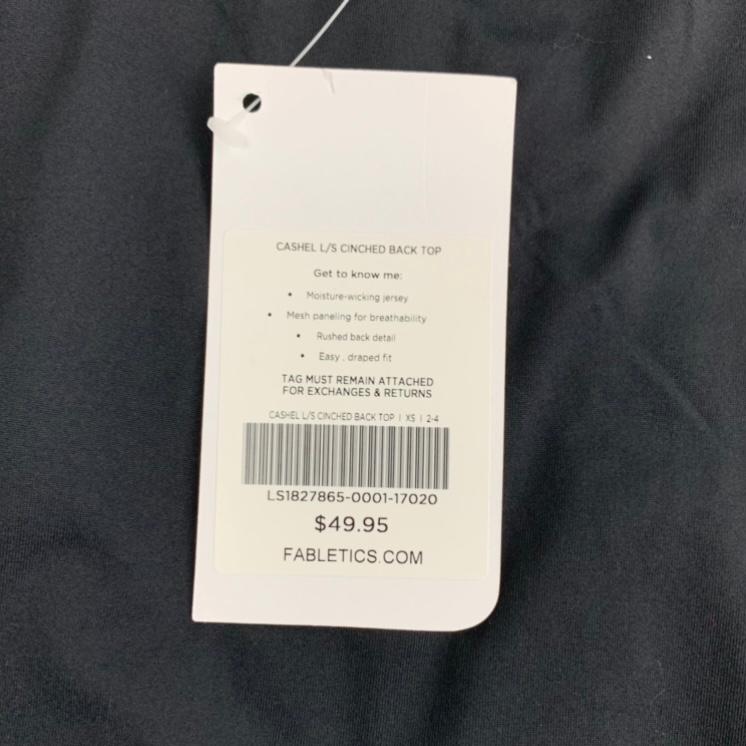 CASHEL L/S CINCHED BACK TOP
Get to know me:
• Moisture-wicking jersey
• Mesh paneling for breathability
• Rushed back detail
• Easy , draped fit
TAG MUST REMAIN ATTACHED
FOR EXCHANGES & RETURNS
CASHEL L/S CINCHED BACK TOP | XS | 2-4
LS1827865-0001-17020
$49.95
FABLETICS.COM